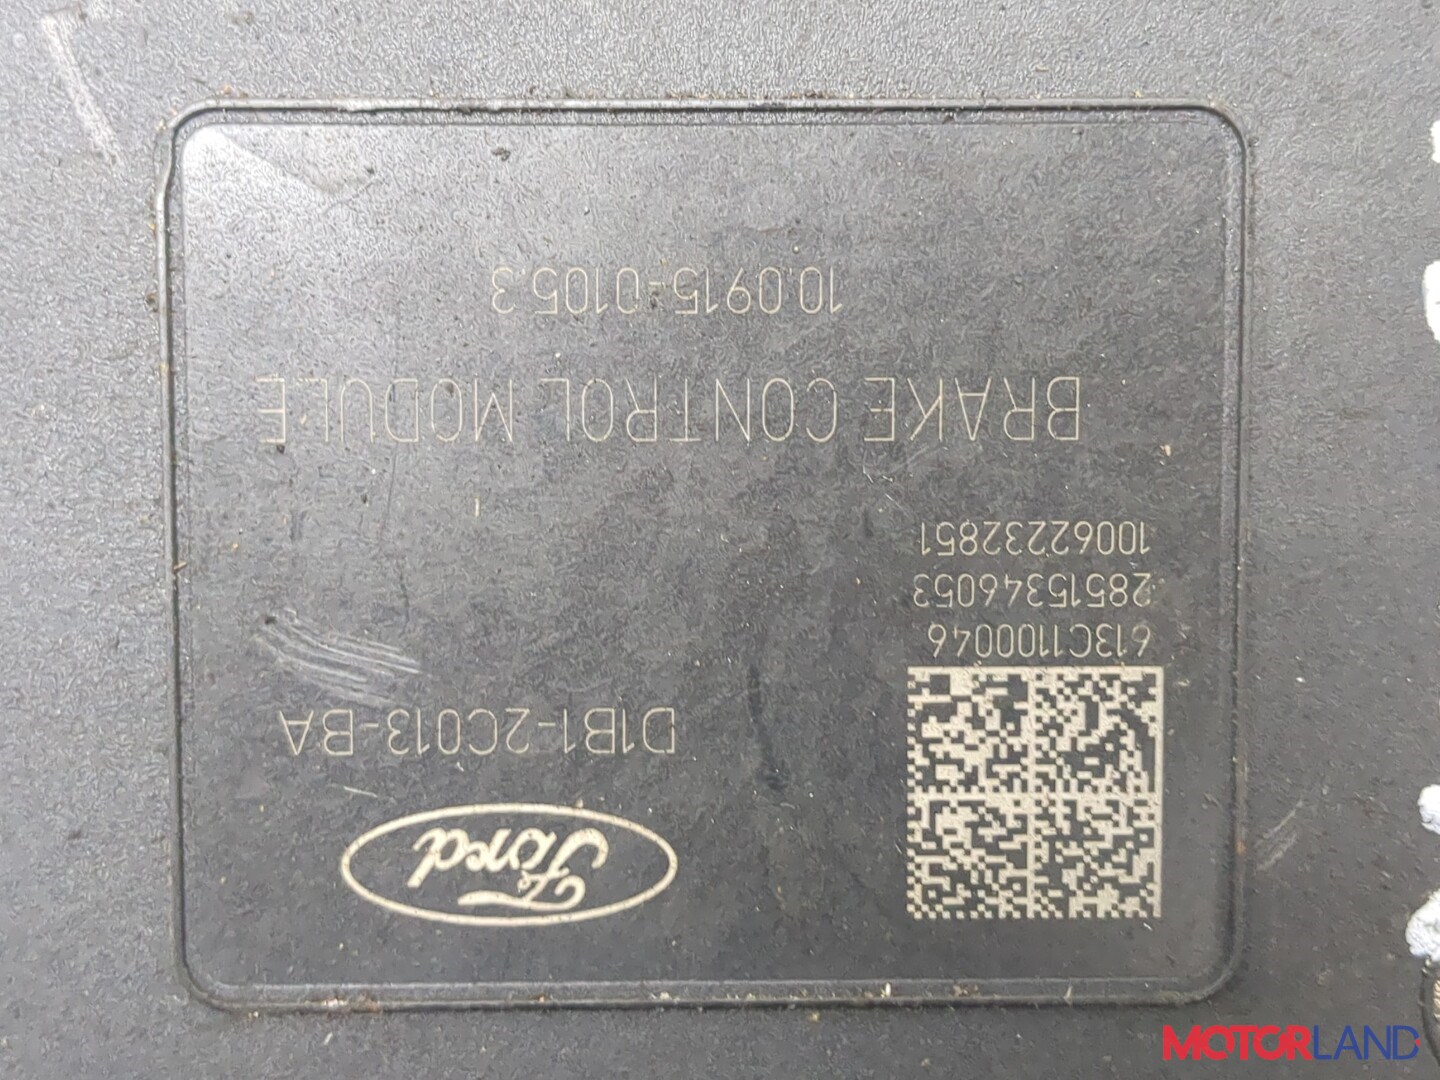 Ford
D1B1-2C013-BA
613C1100046
28515346053
10062232851
BRAKE CONTROL MODULE
10.0915-0105.3
MOTORLAND